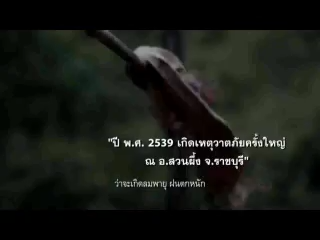 "ปี พ.ศ. 2539 เกิดเหตุวาตภัยครั้งใหญ่
ณ อ.สวนผึ้ง จ.ราชบุรี"
ว่าจะเกิดลมพายุ ฝนตกหนัก